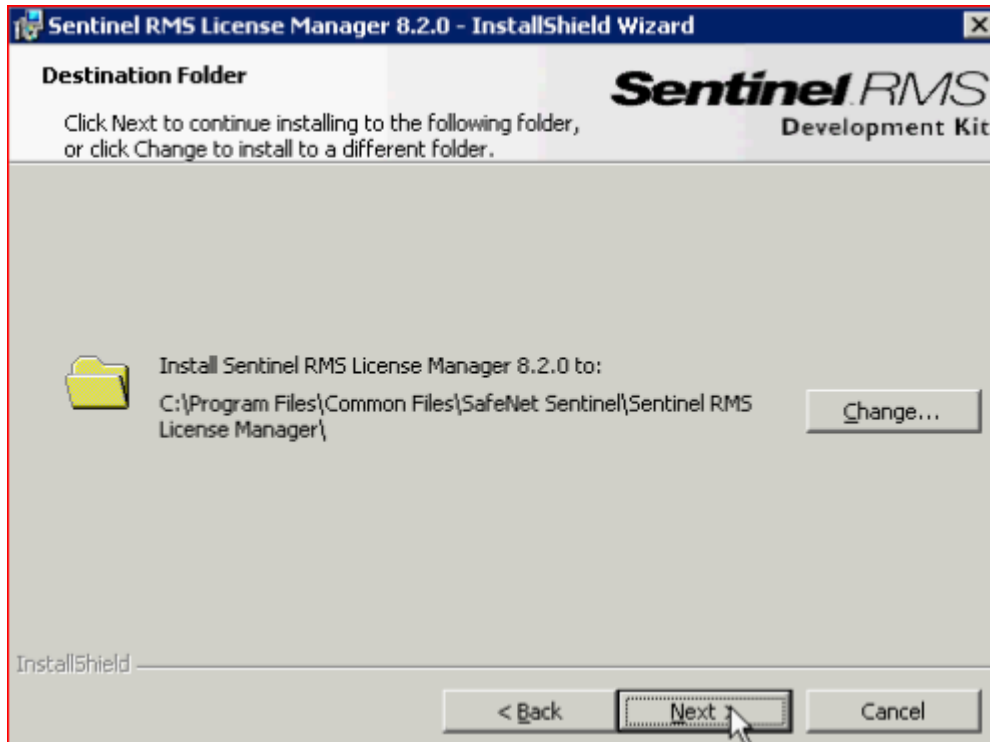 Sentinel RMS License Manager 8.2.0 - InstallShield Wizard
Destination Folder
Click Next to continue installing to the following folder,
or click Change to install to a different folder.
Sentinel.RMS
Development Kit
Install Sentinel RMS License Manager 8.2.0 to:
C:\Program Files\Common Files\SafeNet Sentinel\Sentinel RMS
License Manager\
Change...
InstallShield
< Back
Next >
Cancel